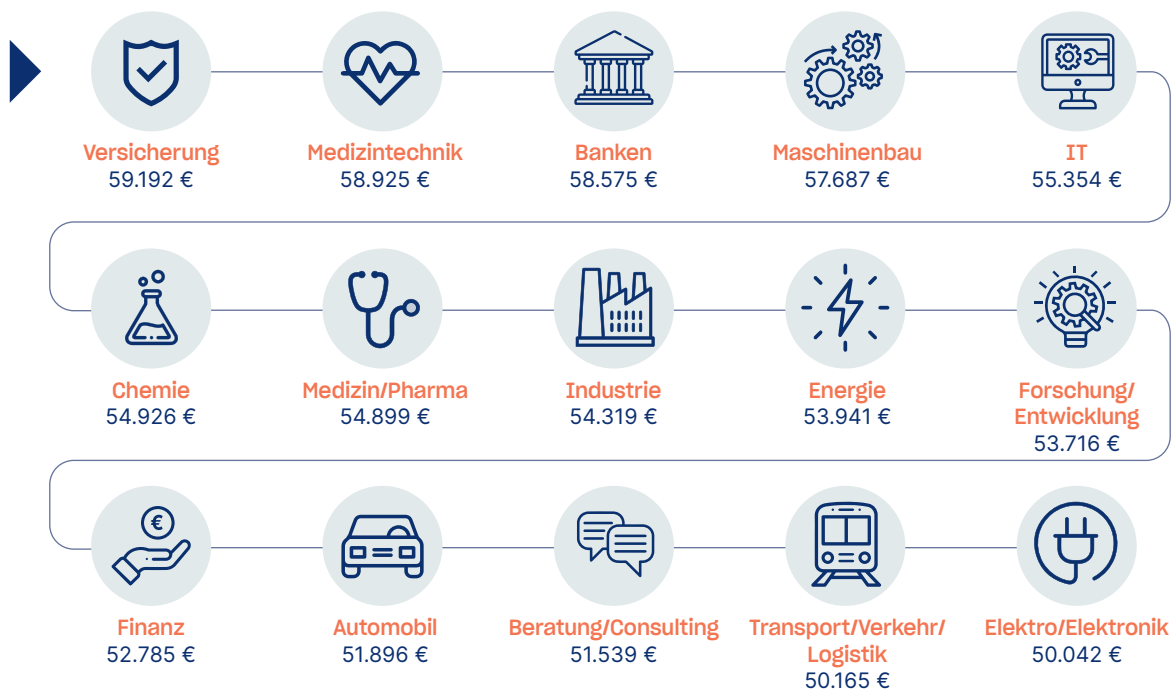 Versicherung
59.192 €
Medizintechnik
58.925 €
Banken
58.575 €
Maschinenbau
57.687 €
IT
55.354 €
Chemie
54.926 €
Medizin/Pharma
54.899 €
Industrie
54.319 €
Energie
53.941 €
Forschung/
Entwicklung
53.716 €
€
Finanz
52.785 €
Automobil
51.896 €
Beratung/Consulting
51.539 €
Transport/Verkehr/
Logistik
50.165 €
Elektro/Elektronik
50.042 €